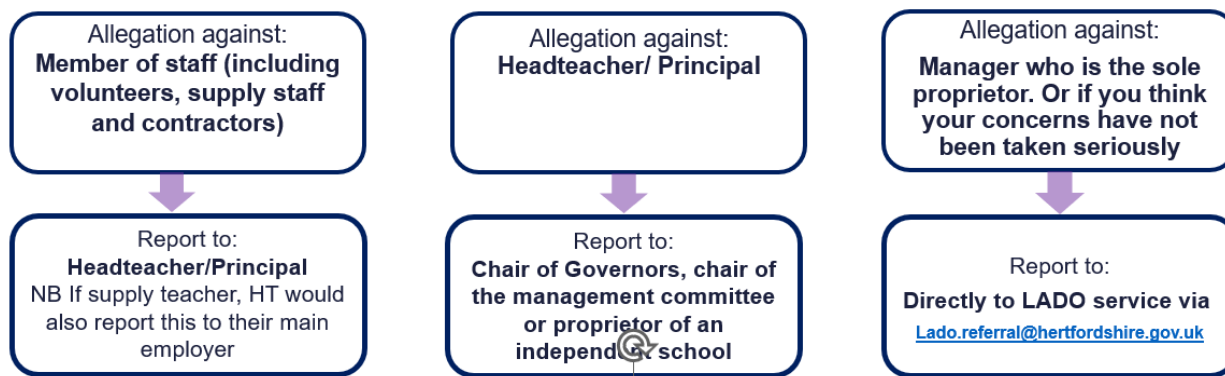 Allegation against:
Member of staff (including
volunteers, supply staff
and contractors)
Report to:
Headteacher/Principal
NB If supply teacher, HT would
also report this to their main
employer
Allegation against:
Headteacher/ Principal
Report to:
Chair of Governors, chair of
the management committee
or proprietor of an
independent school
Allegation against:
Manager who is the sole
proprietor. Or if you think
your concerns have not
been taken seriously
Report to:
Directly to LADO service via
Lado.referral@hertfordshire.gov.uk